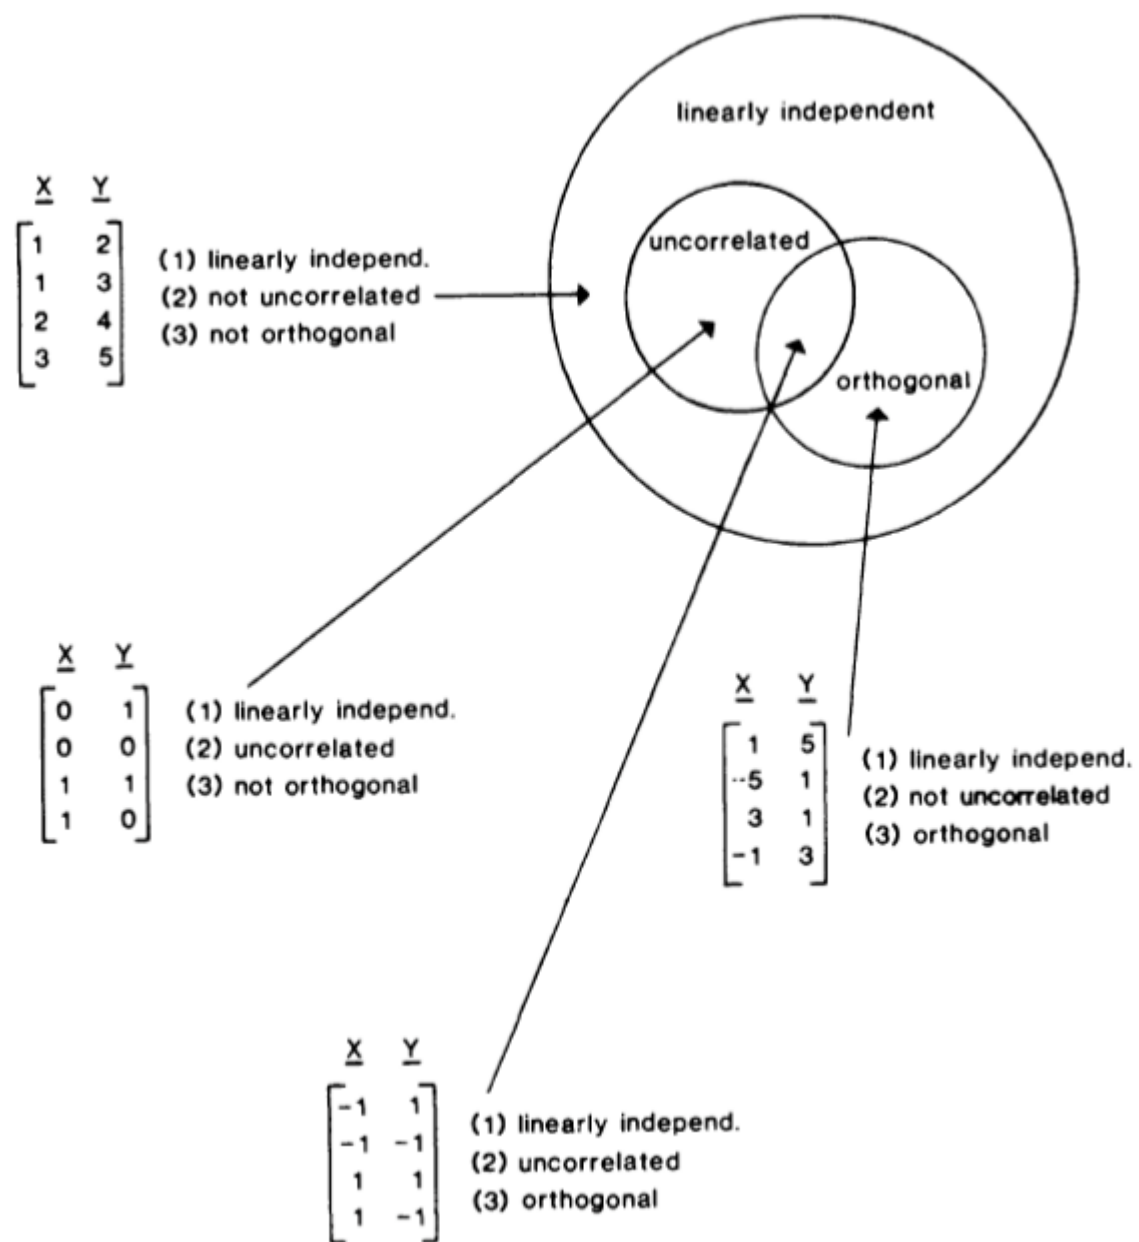 linearly independent
uncorrelated
orthogonal
X Y
1 2
1 3
2 4
3 5
(1) linearly independ.
(2) not uncorrelated
(3) not orthogonal
X Y
0 1
0 0
1 1
1 0
(1) linearly independ.
(2) uncorrelated
(3) not orthogonal
X Y
1 5
-5 1
3 1
-1 3
(1) linearly independ.
(2) not uncorrelated
(3) orthogonal
X Y
-1 1
-1 -1
1 1
1 -1
(1) linearly independ.
(2) uncorrelated
(3) orthogonal